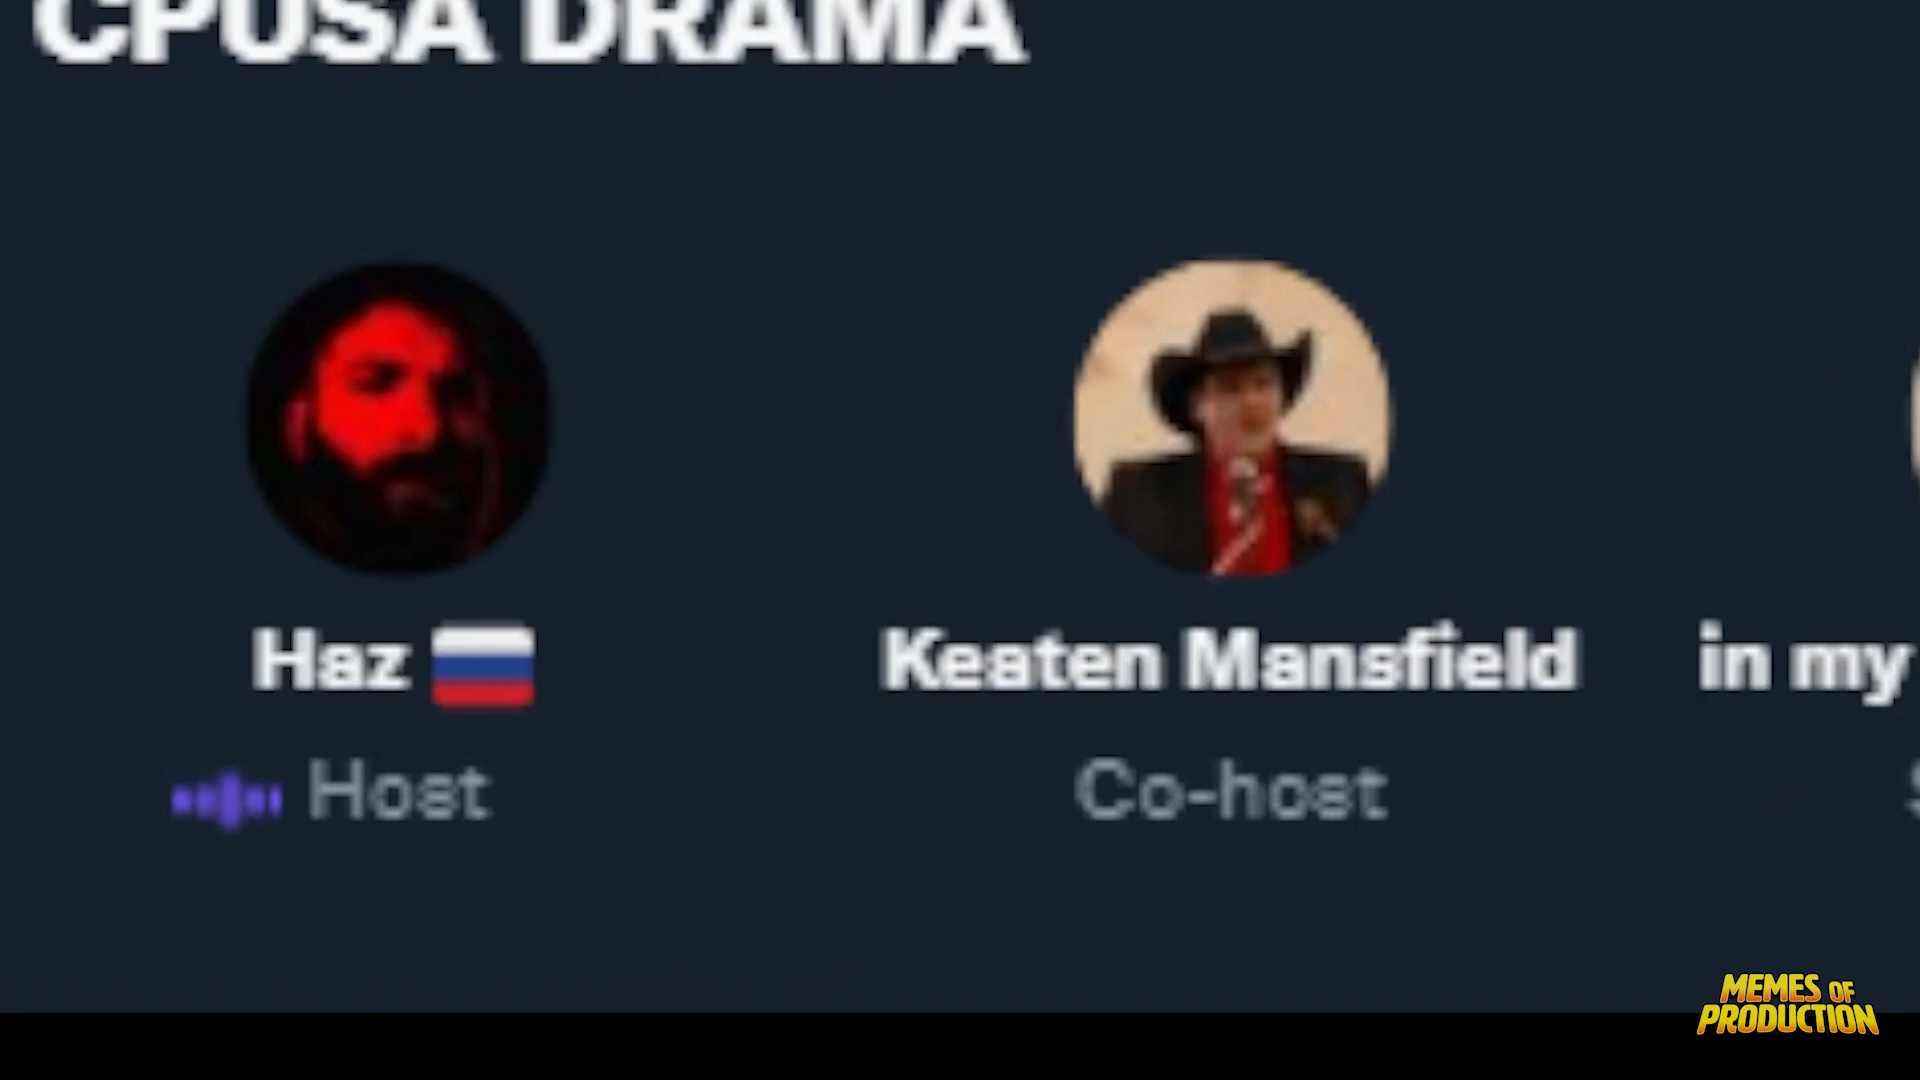 CPUSA DRAMA
Haz
Keaten Mansfield
in my
Host
Co-host
MEMES OF
PRODUCTION